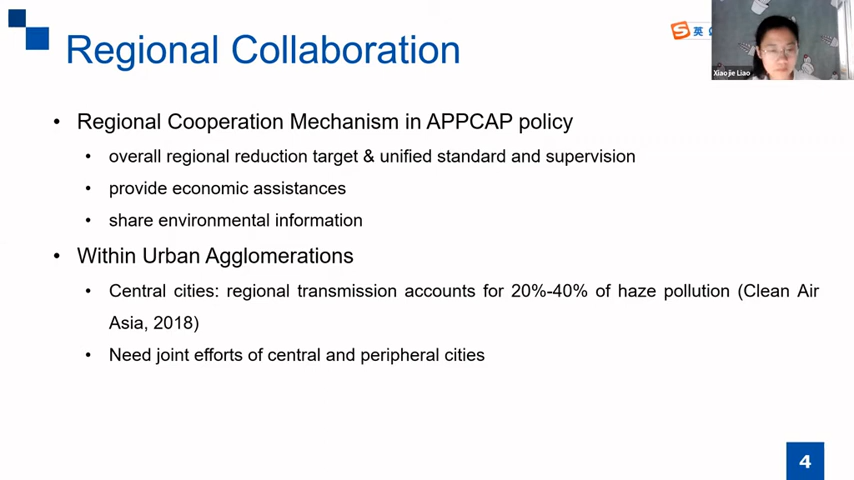 Regional Collaboration
英
Xiaojie Liao
• Regional Cooperation Mechanism in APPCAP policy
• overall regional reduction target & unified standard and supervision
• provide economic assistances
• share environmental information
• Within Urban Agglomerations
• Central cities: regional transmission accounts for 20%-40% of haze pollution (Clean Air
Asia, 2018)
• Need joint efforts of central and peripheral cities
4